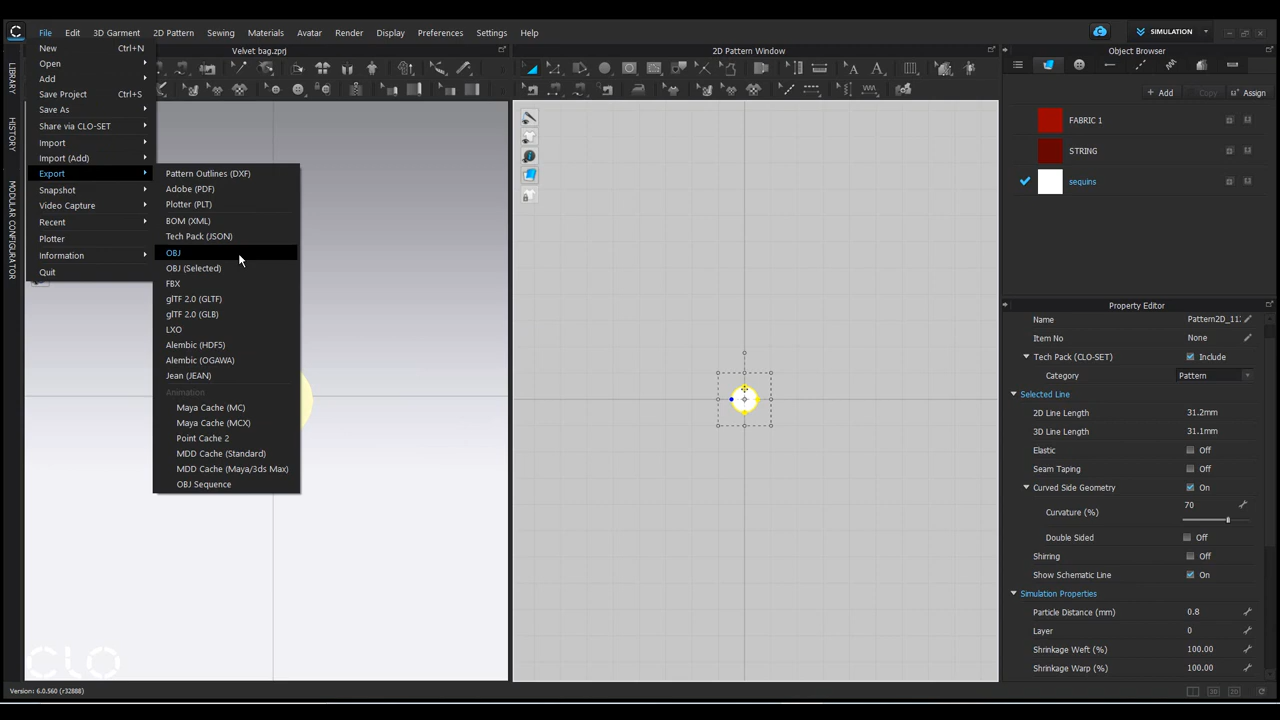 File Edit 3D Garment 2D Pattern Sewing Materials Avatar Render Display Preferences Settings Help SIMULATION
Velvet bag.zprj 2D Pattern Window Object Browser
New Ctrl+N
Open
Add
Save Project Ctrl+S
Save As
Share via CLO-SET
Import
Import (Add)
Export
Snapshot
Video Capture
Recent
Plotter
Information
Quit
Pattern Outlines (DXF)
Adobe (PDF)
Plotter (PLT)
BOM (XML)
Tech Pack (JSON)
OBJ
OBJ (Selected)
FBX
glTF 2.0 (GLTF)
glTF 2.0 (GLB)
LXO
Alembic (HDF5)
Alembic (OGAWA)
Jean (JEAN)
Animation
Maya Cache (MC)
Maya Cache (MCX)
Point Cache 2
MDD Cache (Standard)
MDD Cache (Maya/3ds Max)
OBJ Sequence
LIBRARY
HISTORY
MODULAR CONFIGURATOR
+ Add Copy Assign
FABRIC 1
STRING
sequins
Property Editor
Name Pattern2D_11
Item No None
Tech Pack (CLO-SET) Include
Category Pattern
Selected Line
2D Line Length 31.2mm
3D Line Length 31.1mm
Elastic Off
Seam Taping Off
Curved Side Geometry On
Curvature (%) 70
Double Sided Off
Shirring Off
Show Schematic Line On
Simulation Properties
Particle Distance (mm) 0.8
Layer 0
Shrinkage Weft (%) 100.00
Shrinkage Warp (%) 100.00
CLO
Version: 6.0.560 (r32888)
3D 2D